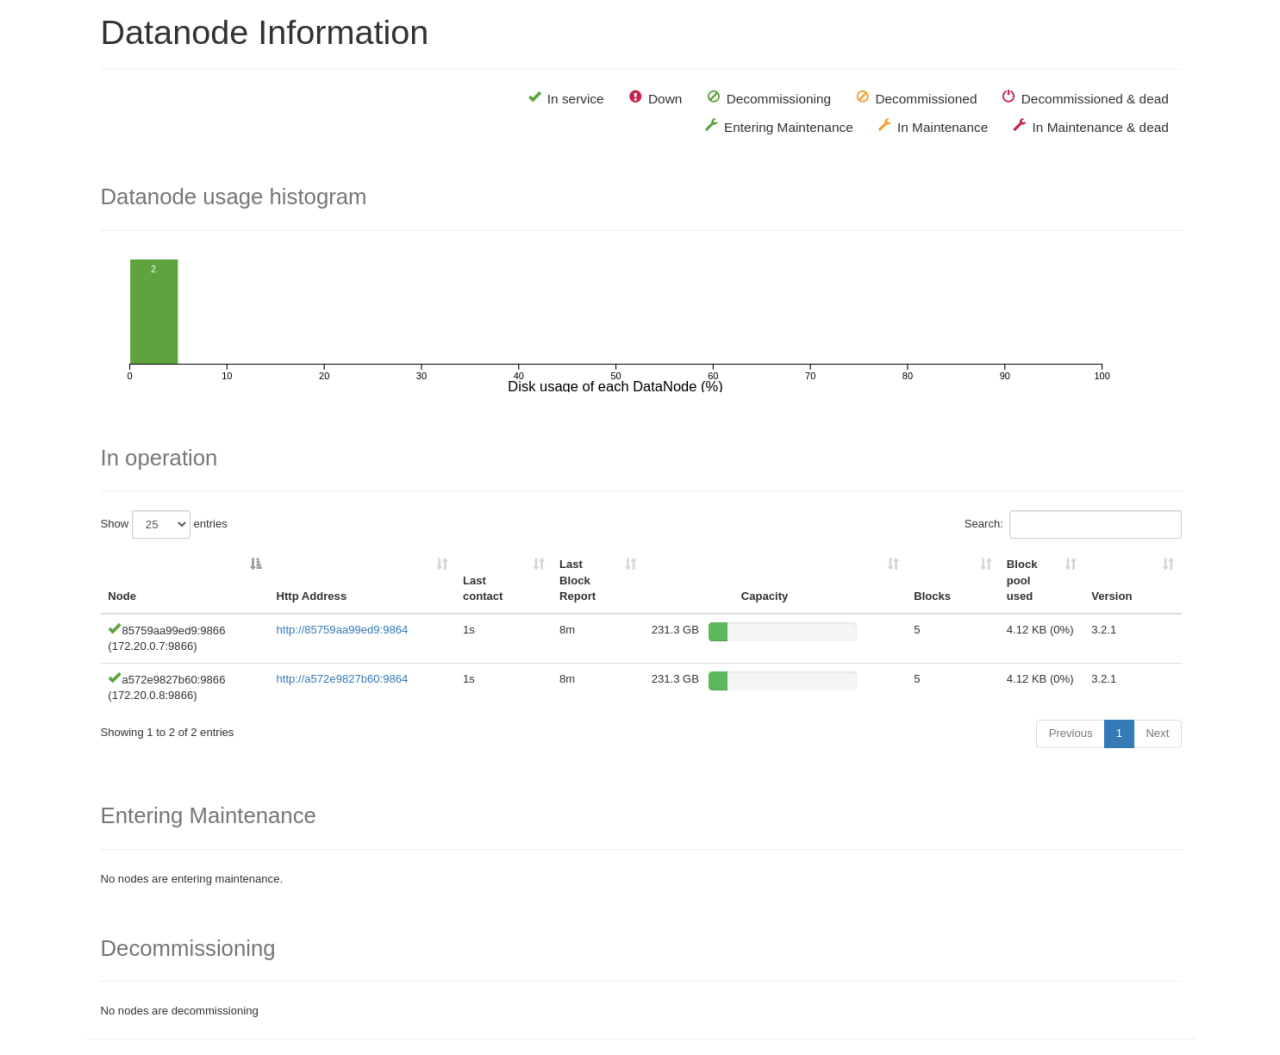 Datanode Information
In service Down Decommissioning Decommissioned Decommissioned & dead
Entering Maintenance In Maintenance In Maintenance & dead
Datanode usage histogram
2
0 10 20 30 40 50 60 70 80 90 100
Disk usage of each DataNode (%)
In operation
Show 25 entries Search:
Node Http Address Last contact Last Block Report Capacity Blocks Block pool used Version
85759aa99ed9:9866 http://85759aa99ed9:9864 1s 8m 231.3 GB 5 4.12 KB (0%) 3.2.1
(172.20.0.7:9866)
a572e9827b60:9866 http://a572e9827b60:9864 1s 8m 231.3 GB 5 4.12 KB (0%) 3.2.1
(172.20.0.8:9866)
Showing 1 to 2 of 2 entries Previous 1 Next
Entering Maintenance
No nodes are entering maintenance.
Decommissioning
No nodes are decommissioning